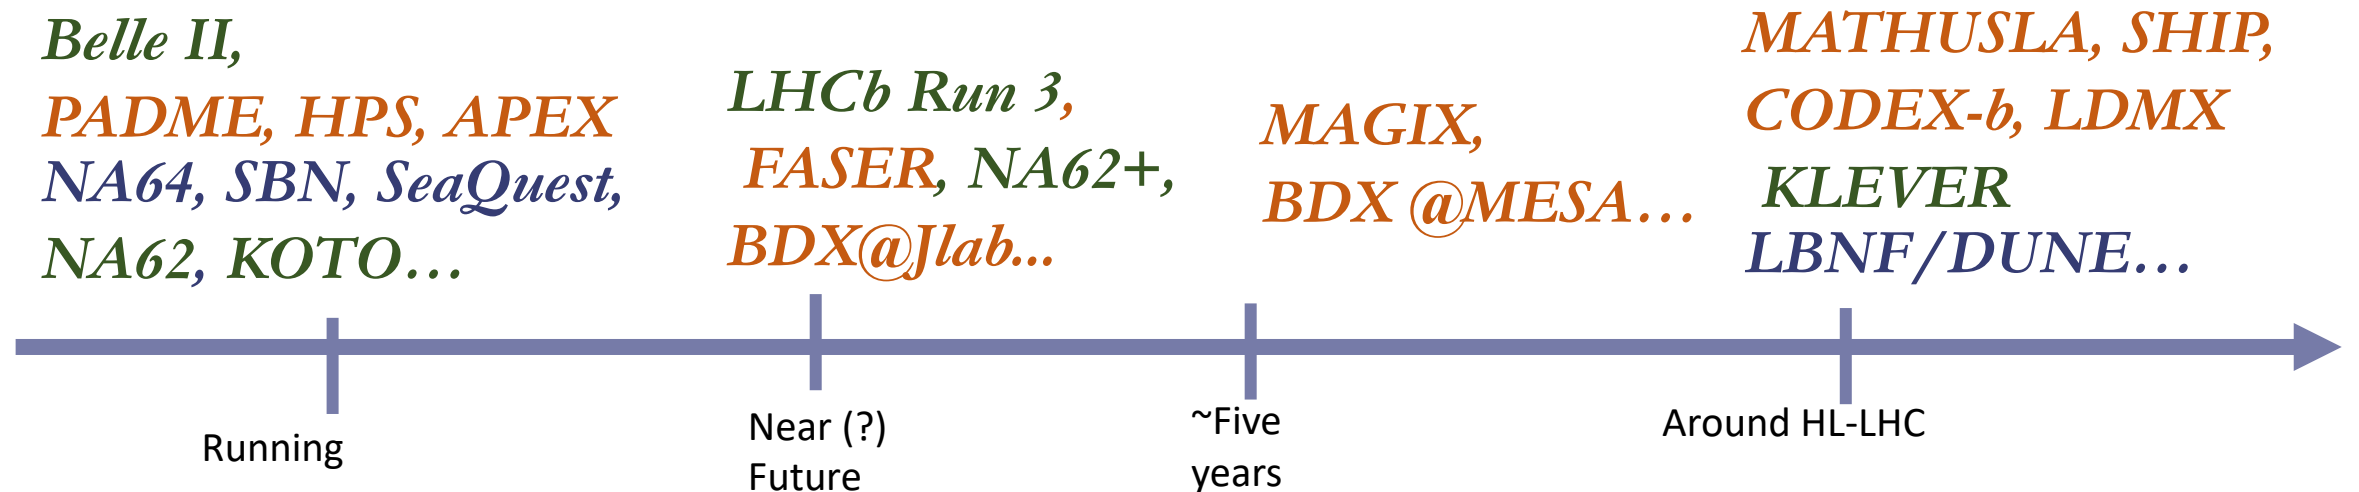 Belle II,
PADME, HPS, APEX
NA64, SBN, SeaQuest,
NA62, KOTO…
LHCb Run 3,
FASER, NA62+,
BDX@Jlab...
MAGIX,
BDX @MESA…
MATHUSLA, SHIP,
CODEX-b, LDMX
KLEVER
LBNF/DUNE…
Running
Near (?)
Future
~Five
years
Around HL-LHC